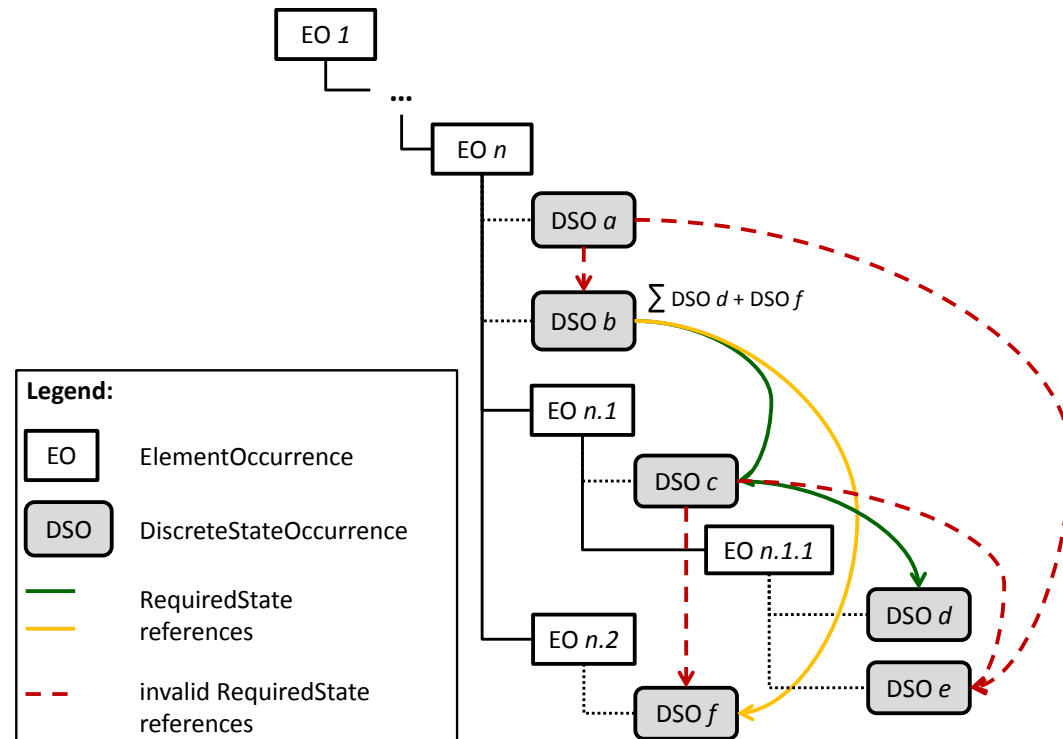 EO 1
...
EO n
DSO a
DSO b
∑ DSO d + DSO f
EO n.1
DSO c
EO n.1.1
DSO d
EO n.2
DSO e
DSO f
Legend:
EO ElementOccurrence
DSO DiscreteStateOccurrence
RequiredState
references
invalid RequiredState
references